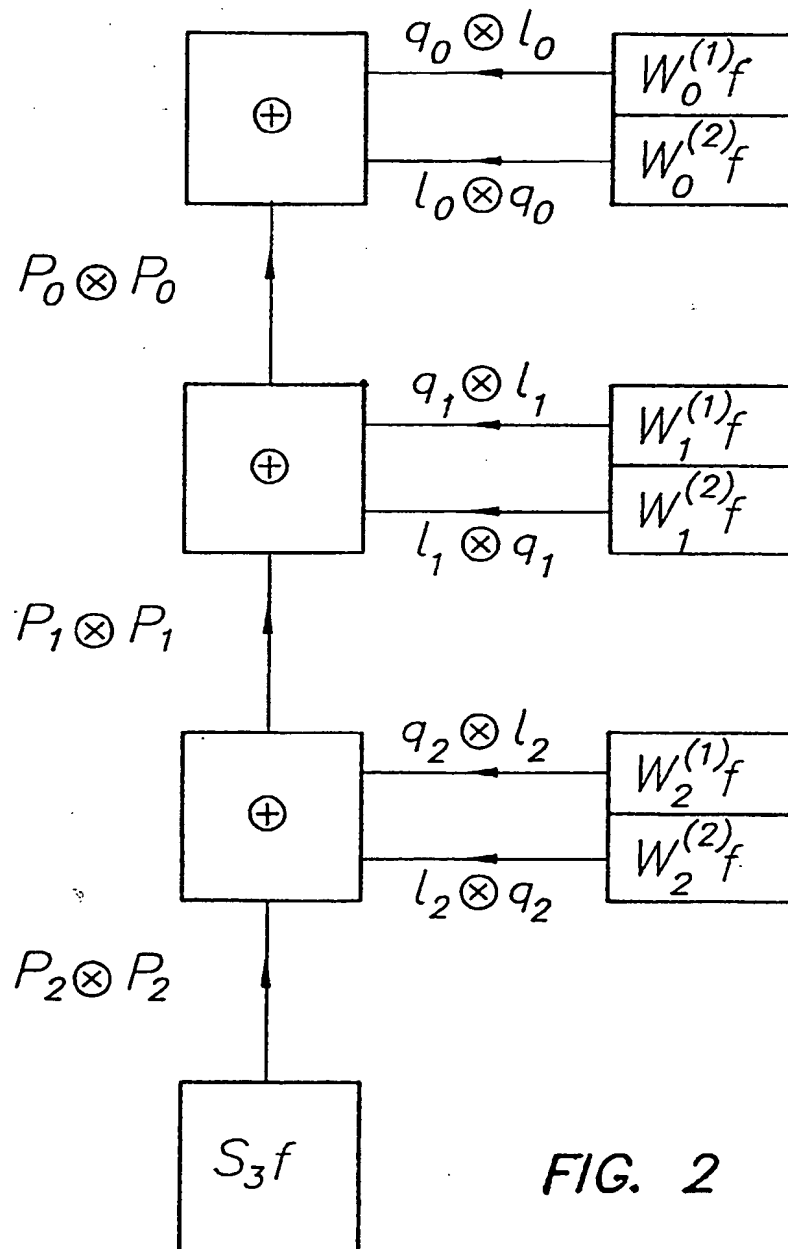 q₀ ⊗ l₀
W₀⁽¹⁾f
⊕
W₀⁽²⁾f
l₀ ⊗ q₀
P₀ ⊗ P₀
q₁ ⊗ l₁
W₁⁽¹⁾f
⊕
W₁⁽²⁾f
l₁ ⊗ q₁
P₁ ⊗ P₁
q₂ ⊗ l₂
W₂⁽¹⁾f
⊕
W₂⁽²⁾f
l₂ ⊗ q₂
P₂ ⊗ P₂
S₃f
FIG. 2